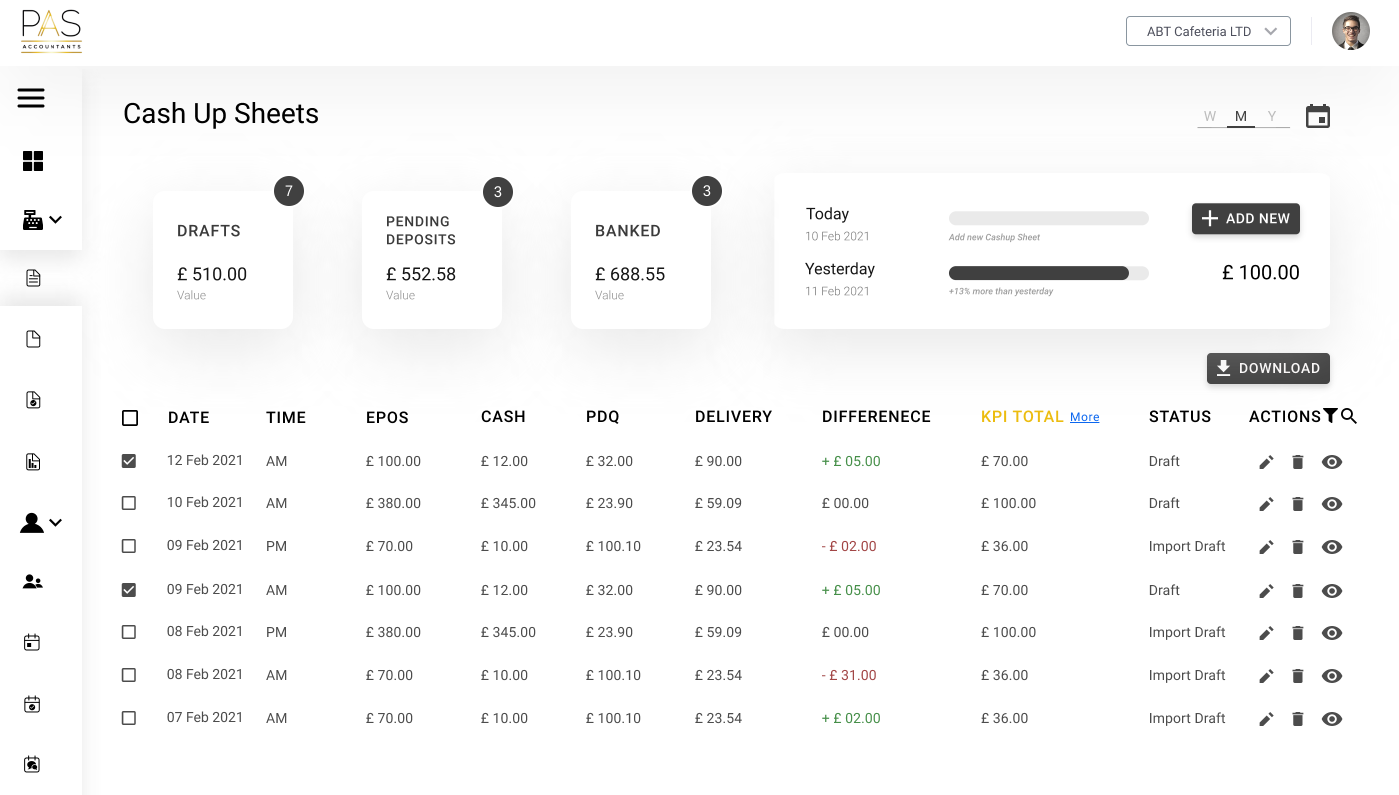 PAS
ACCOUNTANTS
ABT Cafeteria LTD
Cash Up Sheets
W M Y
7
DRAFTS
£ 510.00
Value
3
PENDING
DEPOSITS
£ 552.58
Value
3
BANKED
£ 688.55
Value
Today
10 Feb 2021
Add new Cashup Sheet
ADD NEW
Yesterday
11 Feb 2021
+13% more than yesterday
£ 100.00
DOWNLOAD
DATE TIME EPOS CASH PDQ DELIVERY DIFFERENECE KPI TOTAL More STATUS ACTIONS
12 Feb 2021 AM £ 100.00 £ 12.00 £ 32.00 £ 90.00 + £ 05.00 £ 70.00 Draft
10 Feb 2021 AM £ 380.00 £ 345.00 £ 23.90 £ 59.09 £ 00.00 £ 100.00 Draft
09 Feb 2021 PM £ 70.00 £ 10.00 £ 100.10 £ 23.54 - £ 02.00 £ 36.00 Import Draft
09 Feb 2021 AM £ 100.00 £ 12.00 £ 32.00 £ 90.00 + £ 05.00 £ 70.00 Draft
08 Feb 2021 PM £ 380.00 £ 345.00 £ 23.90 £ 59.09 £ 00.00 £ 100.00 Import Draft
08 Feb 2021 AM £ 70.00 £ 10.00 £ 100.10 £ 23.54 - £ 31.00 £ 36.00 Import Draft
07 Feb 2021 AM £ 70.00 £ 10.00 £ 100.10 £ 23.54 + £ 02.00 £ 36.00 Import Draft